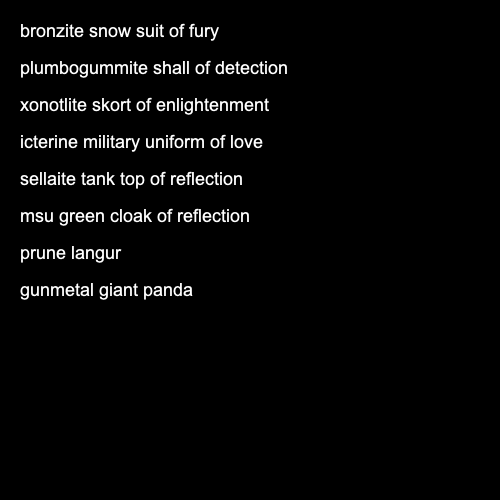 bronzite snow suit of fury
plumbogummite shall of detection
xonotlite skort of enlightenment
icterine military uniform of love
sellaite tank top of reflection
msu green cloak of reflection
prune langur
gunmetal giant panda